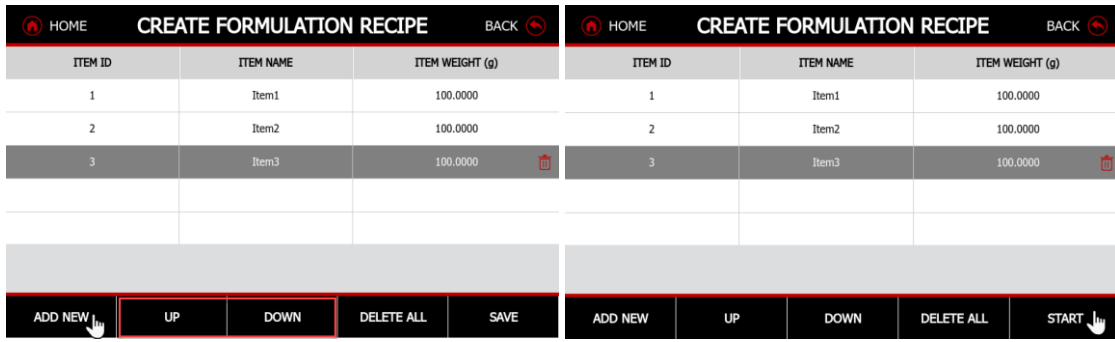 HOME CREATE FORMULATION RECIPE BACK
ITEM ID ITEM NAME ITEM WEIGHT (g)
1 Item1 100.0000
2 Item2 100.0000
3 Item3 100.0000
ADD NEW UP DOWN DELETE ALL SAVE
HOME CREATE FORMULATION RECIPE BACK
ITEM ID ITEM NAME ITEM WEIGHT (g)
1 Item1 100.0000
2 Item2 100.0000
3 Item3 100.0000
ADD NEW UP DOWN DELETE ALL START